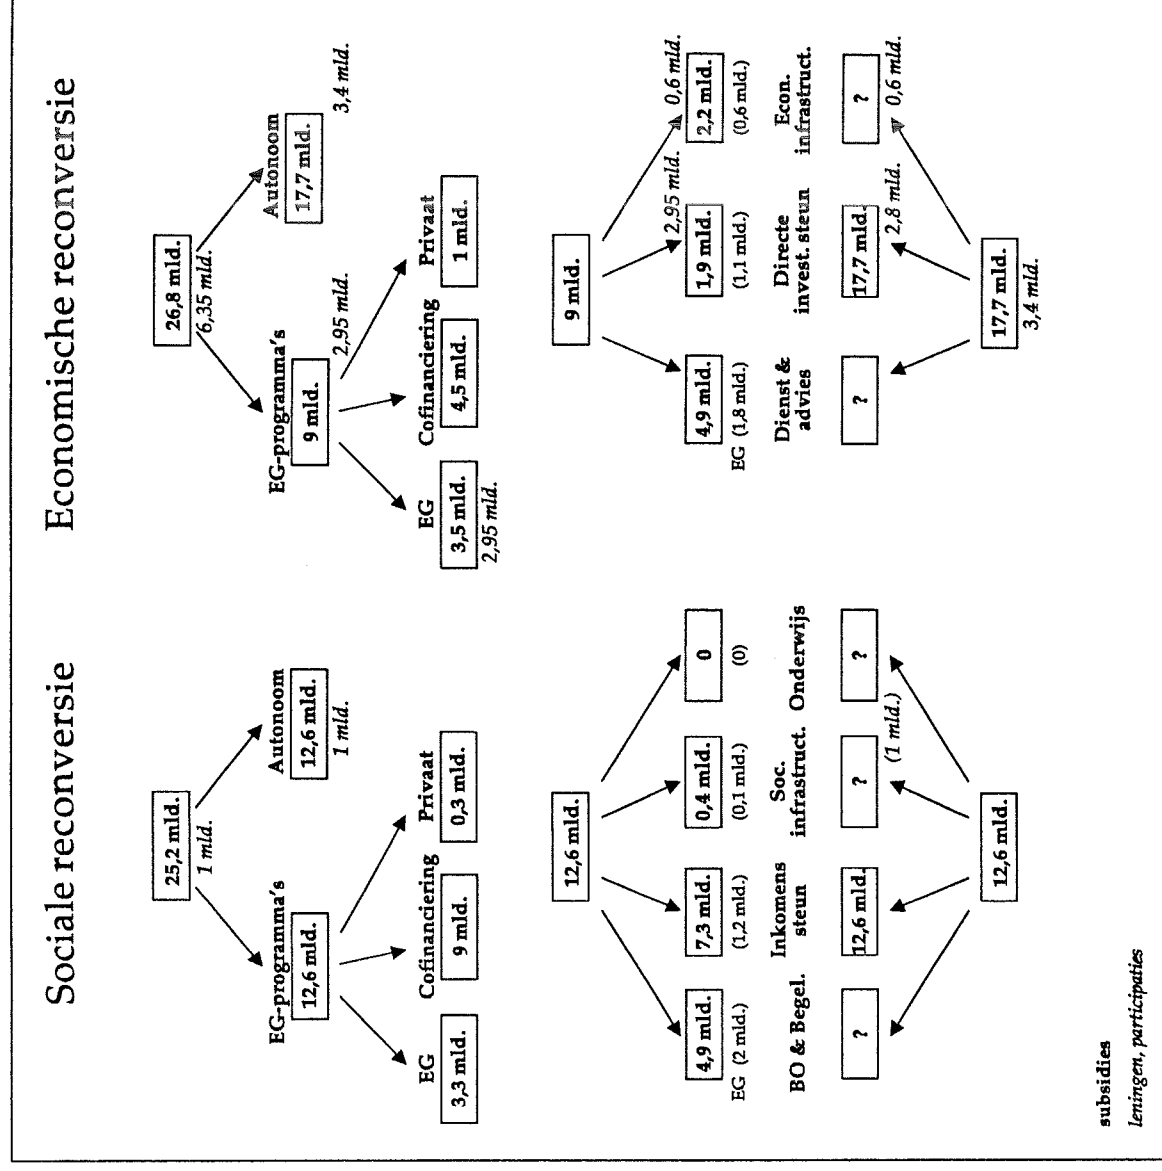 Sociale reconversie
25,2 mld.
1 mld.
EG-programma's
12,6 mld.
Autonoom
12,6 mld.
1 mld.
EG
3,3 mld.
Cofinanciering
9 mld.
Privaat
0,3 mld.
12,6 mld.
4,9 mld.
7,3 mld.
0,4 mld.
0
EG (2 mld.)
(1,2 mld.)
(0,1 mld.)
(0)
BO & Begel.
Inkomens
steun
Soc.
infrastruct.
Onderwijs
?
12,6 mld.
?
?
(1 mld.)
12,6 mld.
Economische reconversie
26,8 mld.
6,35 mld.
EG-programma's
9 mld.
2,95 mld.
Autonoom
17,7 mld.
3,4 mld.
EG
3,5 mld.
2,95 mld.
Cofinanciering
4,5 mld.
Privaat
1 mld.
9 mld.
2,95 mld.
0,6 mld.
4,9 mld.
1,9 mld.
2,2 mld.
EG (1,8 mld.)
(1,1 mld.)
(0,6 mld.)
Dienst &
advies
Directe
invest. steun
Econ.
infrastruct.
?
17,7 mld.
?
2,8 mld.
0,6 mld.
17,7 mld.
3,4 mld.
subsidies
leningen, participaties